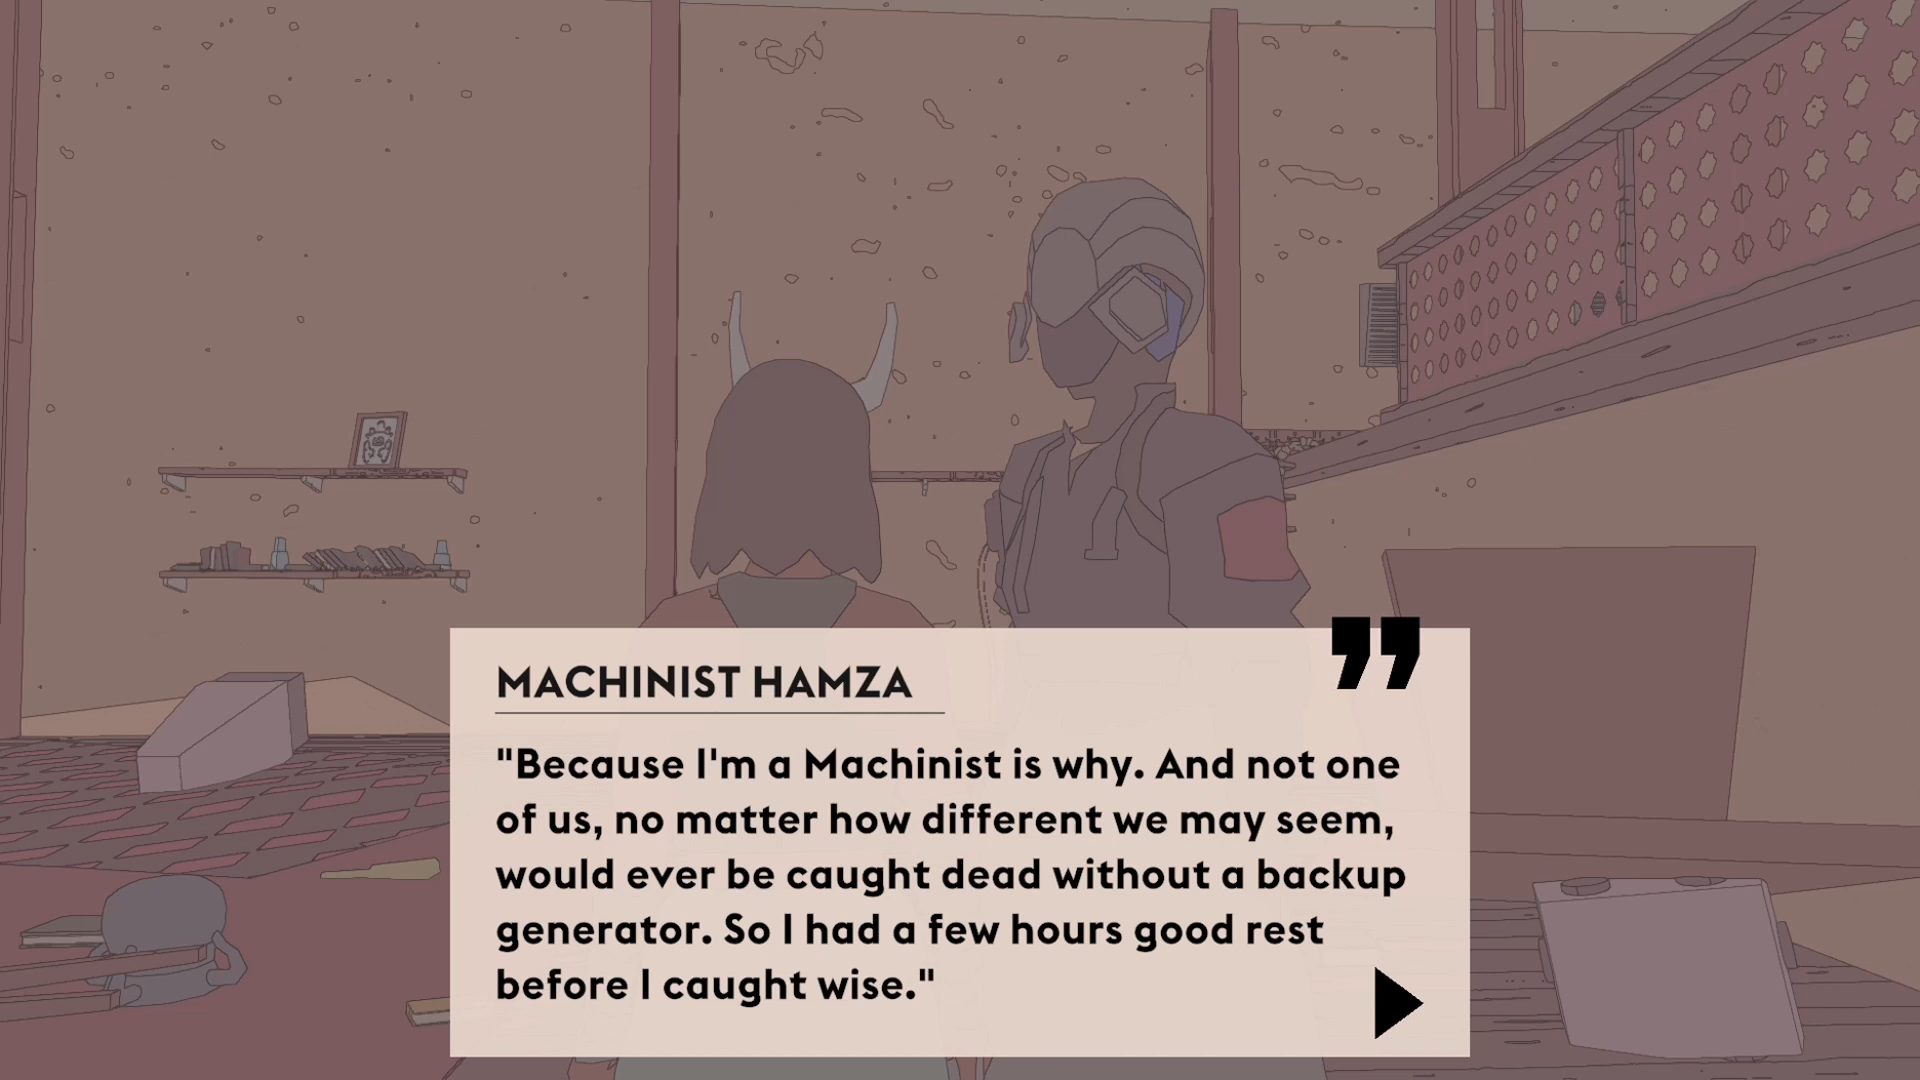 MACHINIST HAMZA
"Because I'm a Machinist is why. And not one
of us, no matter how different we may seem,
would ever be caught dead without a backup
generator. So I had a few hours good rest
before I caught wise."